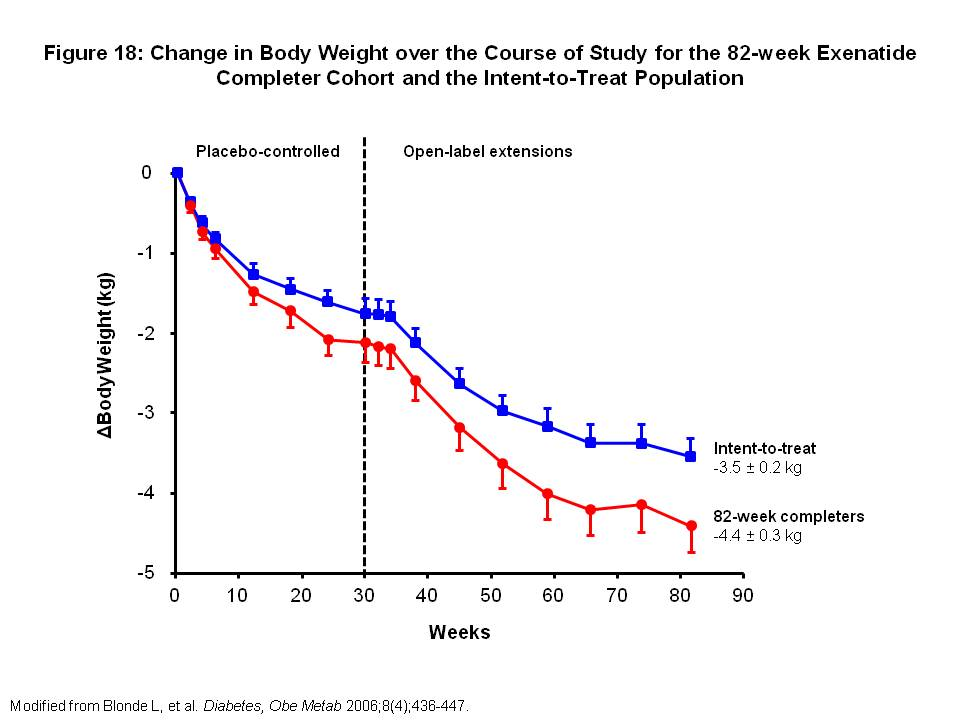 Figure 18: Change in Body Weight over the Course of Study for the 82-week Exenatide
Completer Cohort and the Intent-to-Treat Population
Placebo-controlled
Open-label extensions
0
-1
-2
-3
-4
-5
ΔBody Weight (kg)
Intent-to-treat
-3.5 ± 0.2 kg
82-week completers
-4.4 ± 0.3 kg
0 10 20 30 40 50 60 70 80 90
Weeks
Modified from Blonde L, et al. Diabetes, Obe Metab 2006;8(4);436-447.